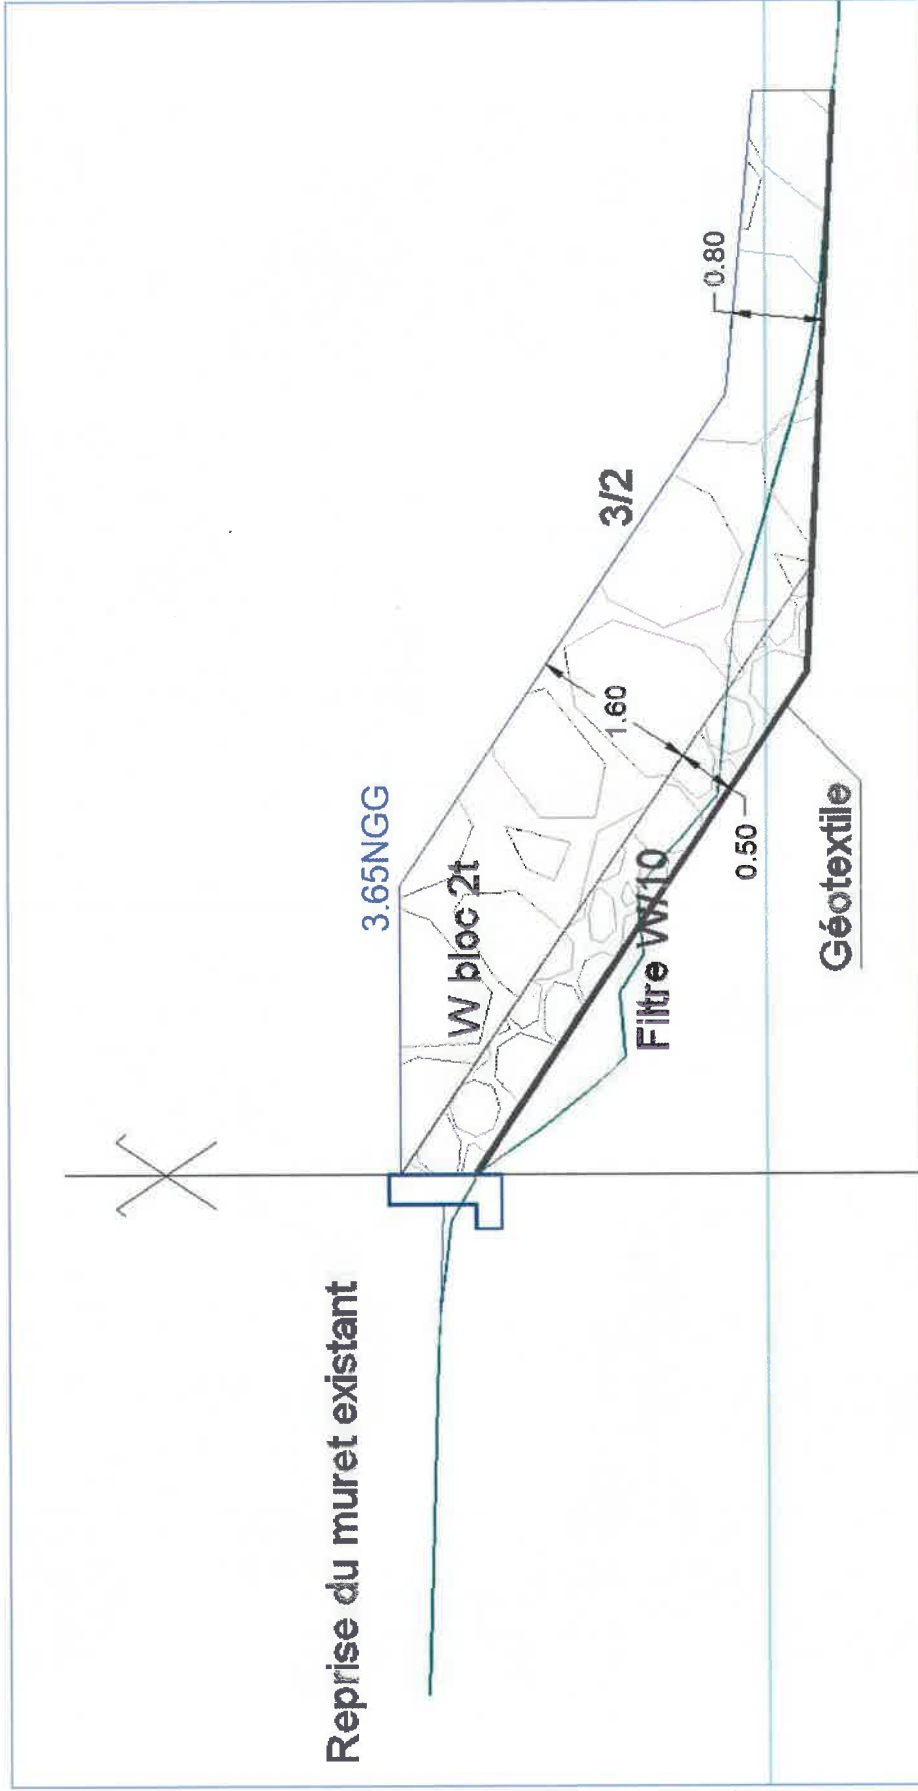 Reprise du muret existant
3.65NGG
W bloc 2t
3/2
0.80
1.60
0.50
Filtre W/10
Géotextile